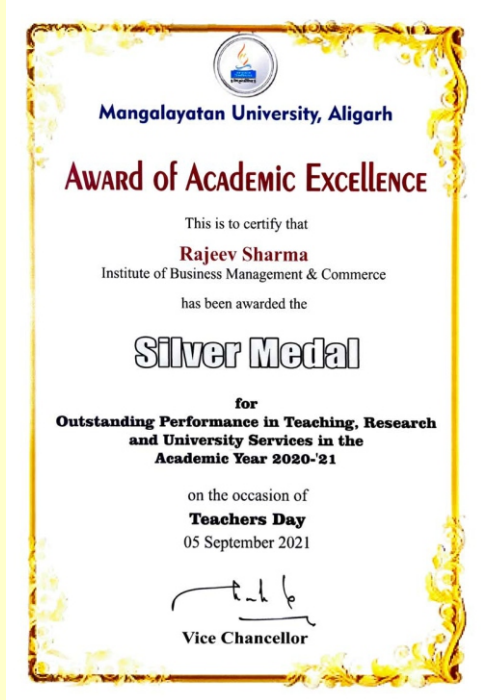 Mangalayatan University, Aligarh
Award of Academic Excellence
This is to certify that
Rajeev Sharma
Institute of Business Management & Commerce
has been awarded the
Silver Medal
for
Outstanding Performance in Teaching, Research
and University Services in the
Academic Year 2020-'21
on the occasion of
Teachers Day
05 September 2021
Vice Chancellor